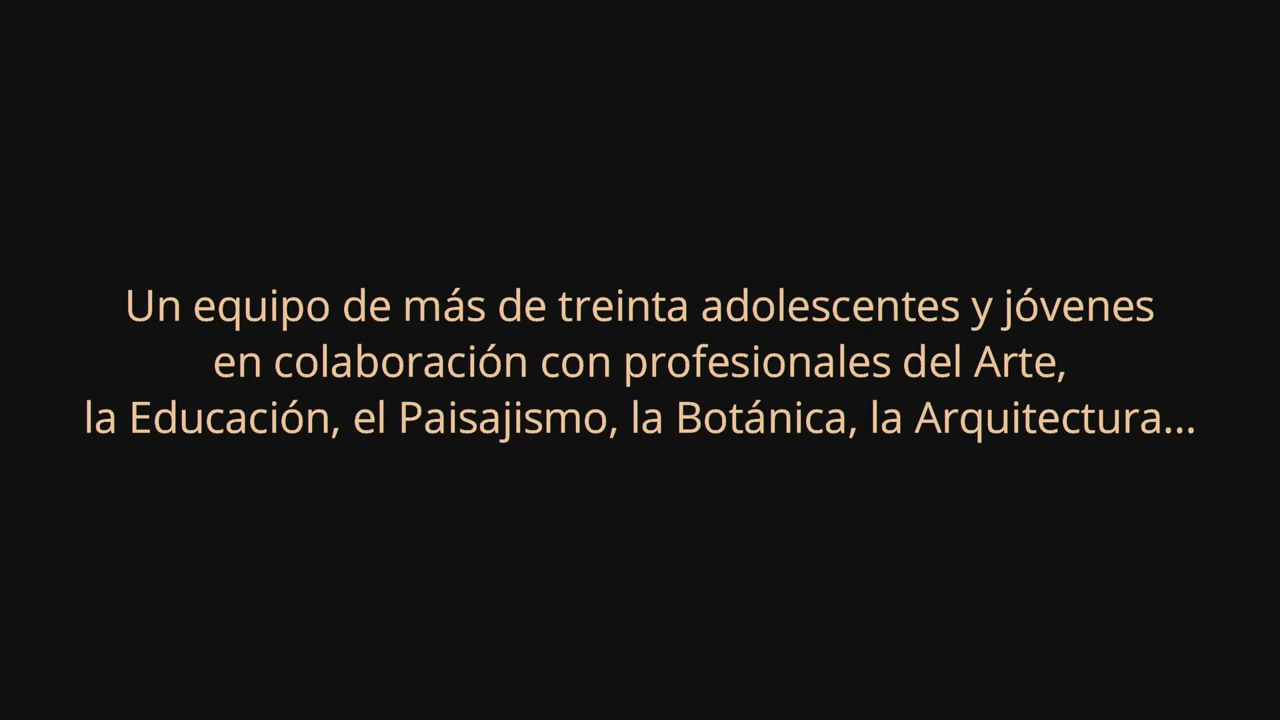 Un equipo de más de treinta adolescentes y jóvenes
en colaboración con profesionales del Arte,
la Educación, el Paisajismo, la Botánica, la Arquitectura...